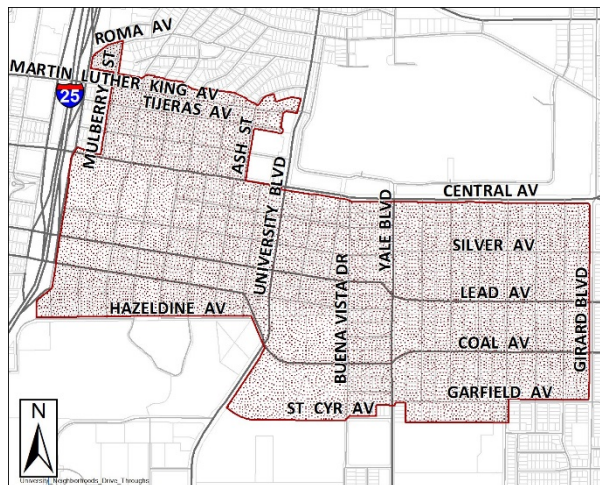 ROMA AV
MARTIN LUTHER KING AV
25
TIJERAS AV
MULBERRY ST
ASH ST
CENTRAL AV
UNIVERSITY BLVD
YALE BLVD
SILVER AV
BUENA VISTA DR
LEAD AV
GIRARD BLVD
HAZELDINE AV
COAL AV
GARFIELD AV
ST CYR AV
N
University_Neighborhoods_Drive_Throughs